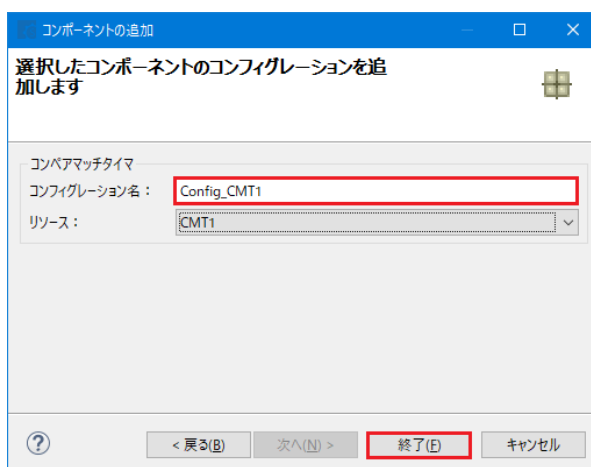 コンポーネントの追加
選択したコンポーネントのコンフィグレーションを追
加します
コンペアマッチタイマ
コンフィグレーション名：
Config_CMT1
リソース：
CMT1
< 戻る(B)
次へ(N) >
終了(F)
キャンセル